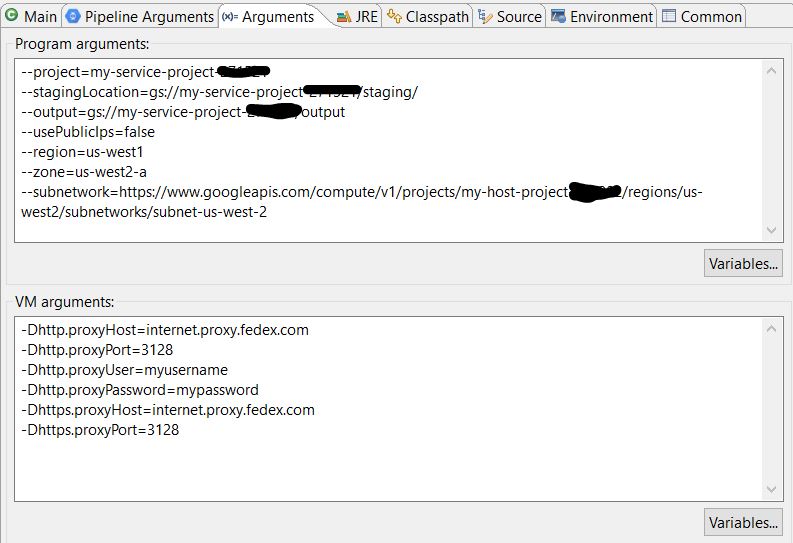 Main Pipeline Arguments (x)= Arguments JRE Classpath Source Environment Common
Program arguments:
--project=my-service-project-
--stagingLocation=gs://my-service-project- /staging/
--output=gs://my-service-project- /output
--usePublicIps=false
--region=us-west1
--zone=us-west2-a
--subnetwork=https://www.googleapis.com/compute/v1/projects/my-host-project /regions/us-
west2/subnetworks/subnet-us-west-2
Variables...
VM arguments:
-Dhttp.proxyHost=internet.proxy.fedex.com
-Dhttp.proxyPort=3128
-Dhttp.proxyUser=myusername
-Dhttp.proxyPassword=mypassword
-Dhttps.proxyHost=internet.proxy.fedex.com
-Dhttps.proxyPort=3128
Variables...